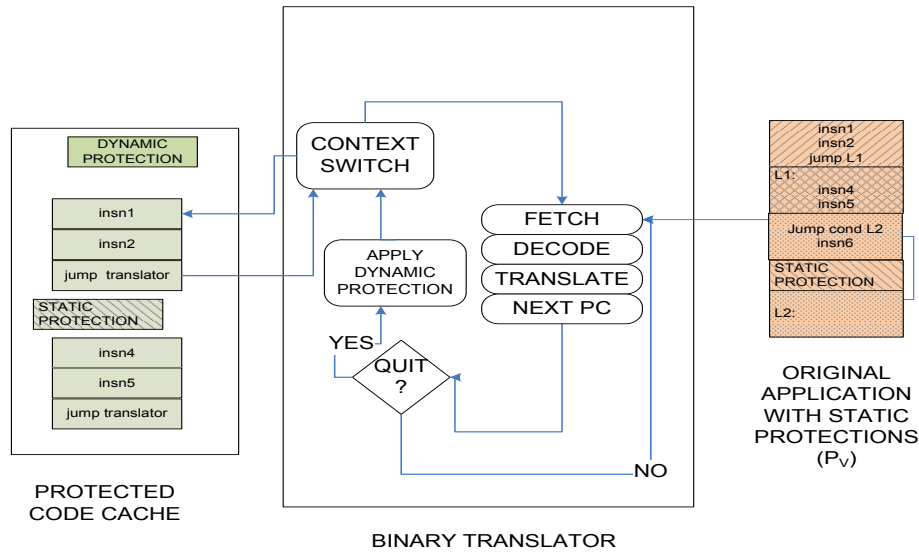 DYNAMIC
PROTECTION
insn1
insn2
jump translator
STATIC
PROTECTION
insn4
insn5
jump translator
PROTECTED
CODE CACHE
CONTEXT
SWITCH
APPLY
DYNAMIC
PROTECTION
YES
QUIT
?
NO
FETCH
DECODE
TRANSLATE
NEXT PC
BINARY TRANSLATOR
insn1
insn2
jump L1
L1:
insn4
insn5
Jump cond L2
insn6
STATIC
PROTECTION
L2:
ORIGINAL
APPLICATION
WITH STATIC
PROTECTIONS
(PV)